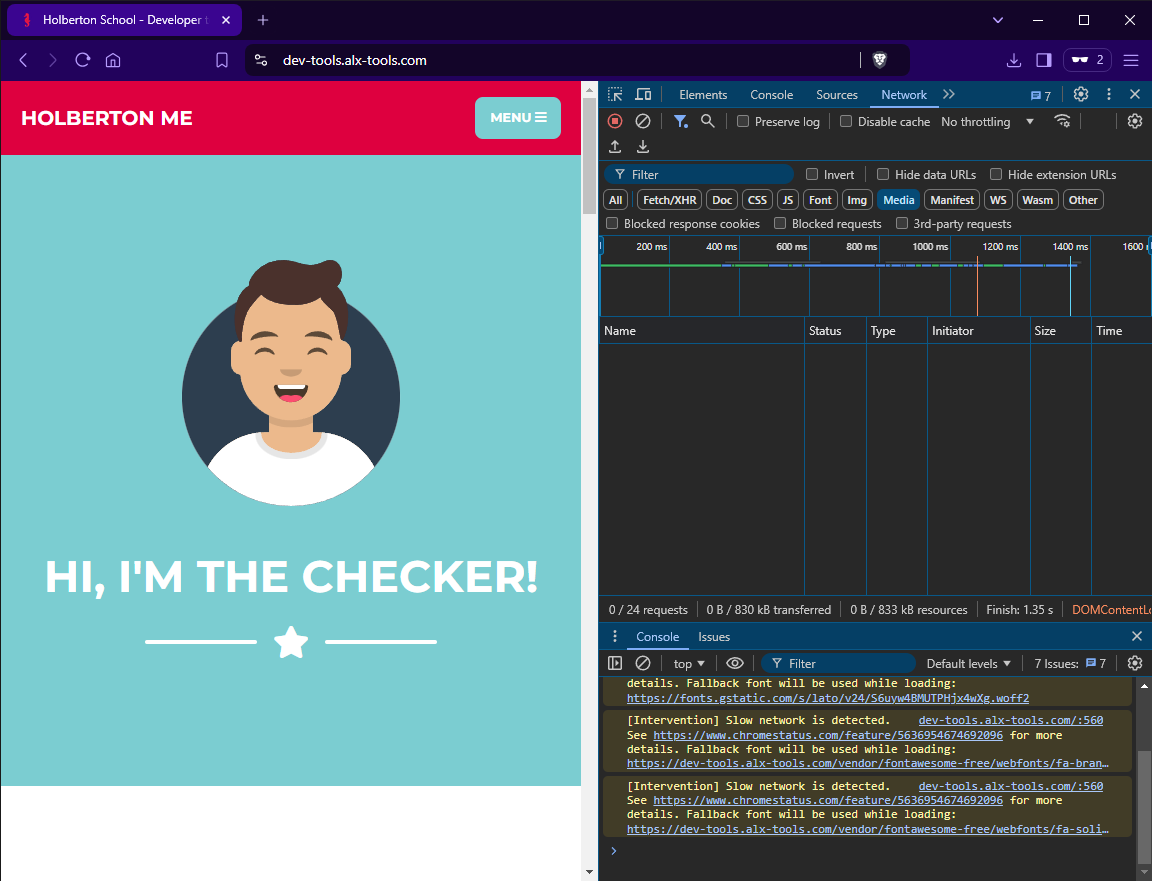 Holberton School - Developer
dev-tools.alx-tools.com
2
HOLBERTON ME
MENU
HI, I'M THE CHECKER!
Elements Console Sources Network 7
Preserve log Disable cache No throttling
Filter Invert Hide data URLs Hide extension URLs
All Fetch/XHR Doc CSS JS Font Img Media Manifest WS Wasm Other
Blocked response cookies Blocked requests 3rd-party requests
200 ms 400 ms 600 ms 800 ms 1000 ms 1200 ms 1400 ms 1600
Name Status Type Initiator Size Time
0 / 24 requests 0 B / 830 kB transferred 0 B / 833 kB resources Finish: 1.35 s DOMContentLo
Console Issues
top Filter Default levels 7 Issues: 7
details. Fallback font will be used while loading:
https://fonts.gstatic.com/s/lato/v24/S6uyw4BMUTPHjx4wXg.woff2
[Intervention] Slow network is detected. dev-tools.alx-tools.com/:560
See https://www.chromestatus.com/feature/5636954674692096 for more
details. Fallback font will be used while loading:
https://dev-tools.alx-tools.com/vendor/fontawesome-free/webfonts/fa-bran…
[Intervention] Slow network is detected. dev-tools.alx-tools.com/:560
See https://www.chromestatus.com/feature/5636954674692096 for more
details. Fallback font will be used while loading:
https://dev-tools.alx-tools.com/vendor/fontawesome-free/webfonts/fa-soli…